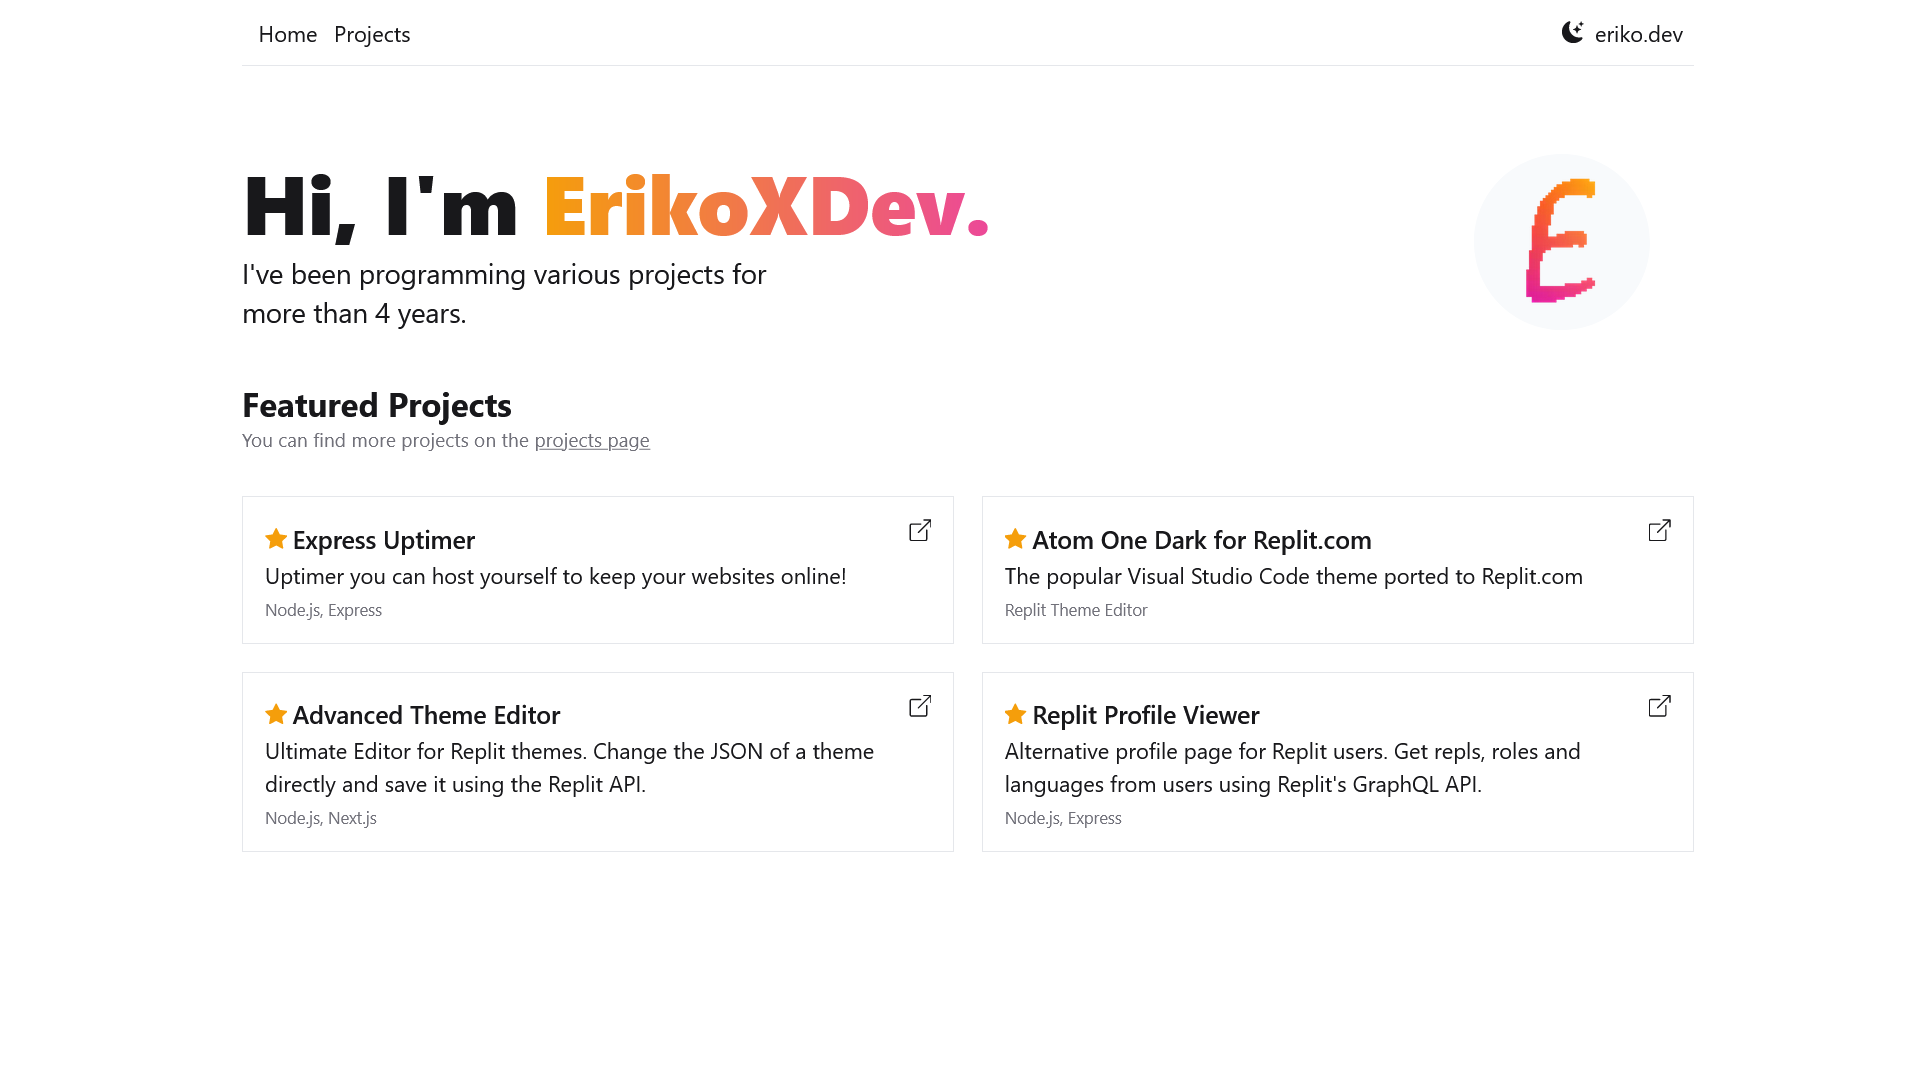 Home Projects
eriko.dev
Hi, I'm ErikoXDev.
I've been programming various projects for
more than 4 years.
E
Featured Projects
You can find more projects on the projects page
Express Uptimer
Uptimer you can host yourself to keep your websites online!
Node.js, Express
Atom One Dark for Replit.com
The popular Visual Studio Code theme ported to Replit.com
Replit Theme Editor
Advanced Theme Editor
Ultimate Editor for Replit themes. Change the JSON of a theme
directly and save it using the Replit API.
Node.js, Next.js
Replit Profile Viewer
Alternative profile page for Replit users. Get repls, roles and
languages from users using Replit's GraphQL API.
Node.js, Express